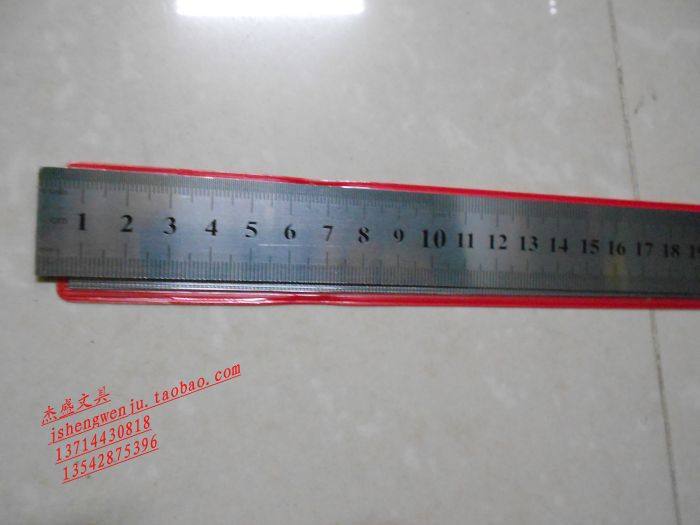 cm 1 2 3 4 5 6 7 8 9 10 11 12 13 14 15 16 17 18
杰盛文具
jshengwenju.taobao.com
13714430818
13542875396